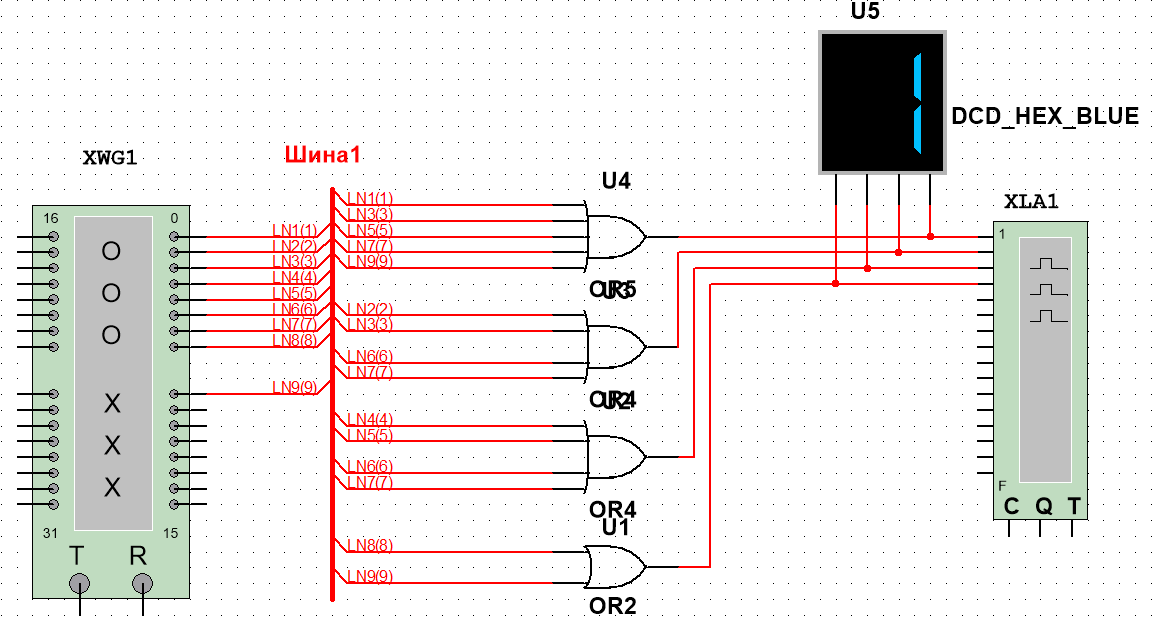 U5
DCD_HEX_BLUE
XWG1
Шина1
U4
XLA1
16
0
O
O
O
X
X
X
31
15
T
R
LN1(1)
LN2(2)
LN3(3)
LN4(4)
LN5(5)
LN6(6)
LN7(7)
LN8(8)
LN9(9)
LN1(1)
LN3(3)
LN5(5)
LN7(7)
LN9(9)
OR5
U3
LN2(2)
LN3(3)
LN6(6)
LN7(7)
OR4
U2
LN4(4)
LN5(5)
LN6(6)
LN7(7)
OR4
U1
LN8(8)
LN9(9)
OR2
1
1
F
C Q T